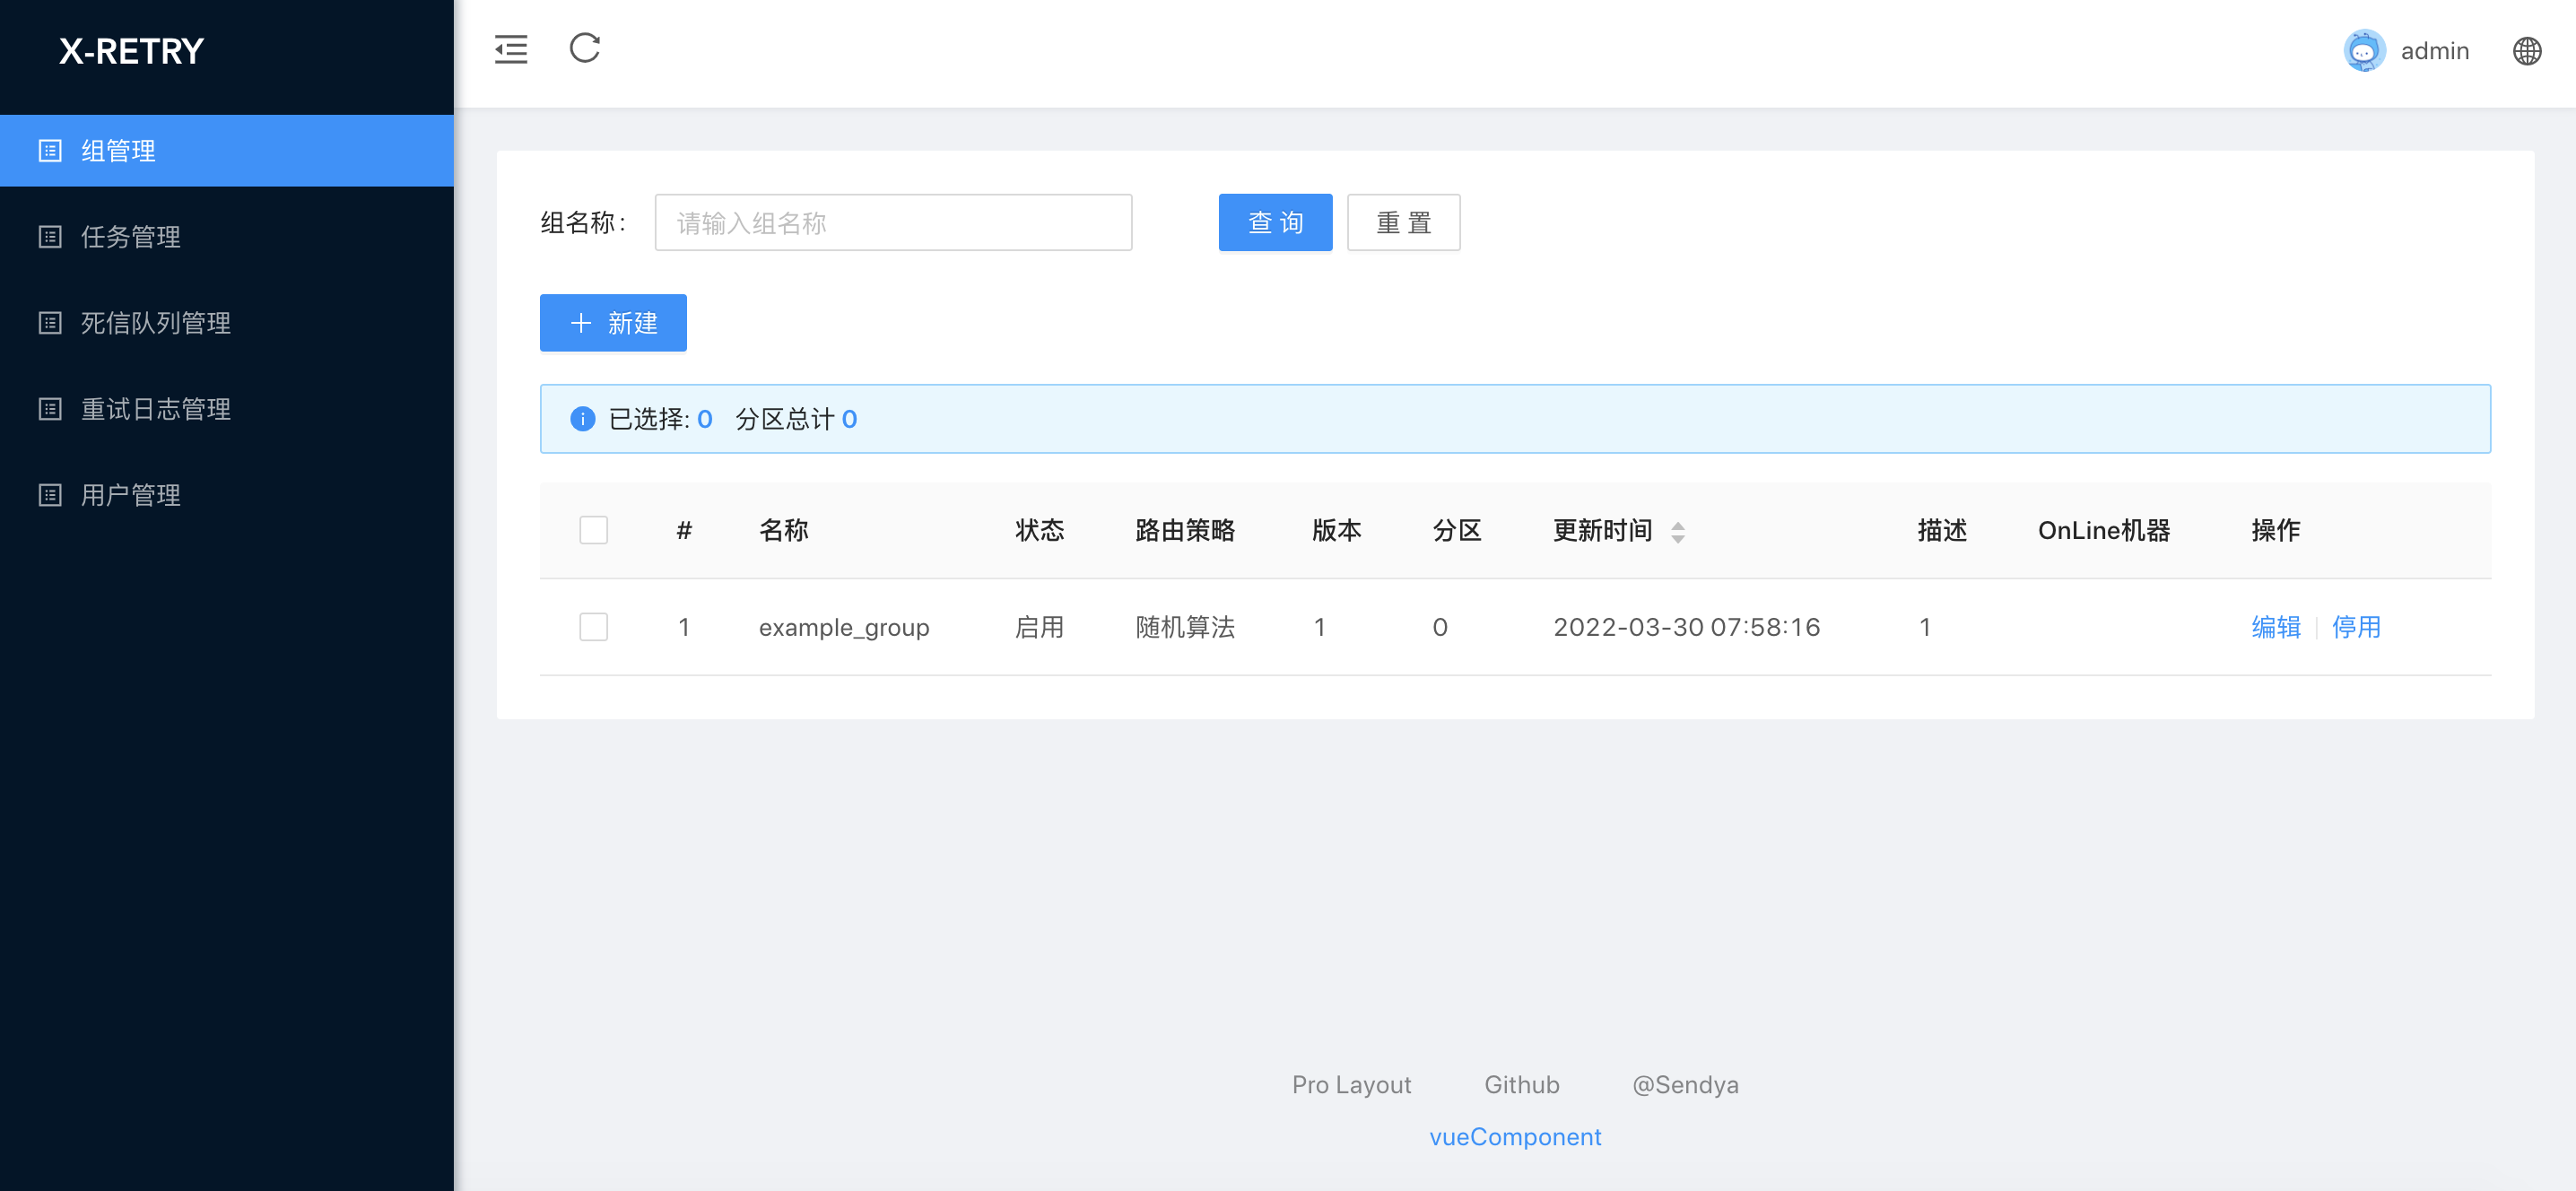 X-RETRY
admin
组管理
任务管理
死信队列管理
重试日志管理
用户管理
组名称: 请输入组名称 查 询 重 置
新建
已选择: 0 分区总计 0
# 名称 状态 路由策略 版本 分区 更新时间 描述 OnLine机器 操作
1 example_group 启用 随机算法 1 0 2022-03-30 07:58:16 1 编辑 停用
Pro Layout Github @Sendya
vueComponent